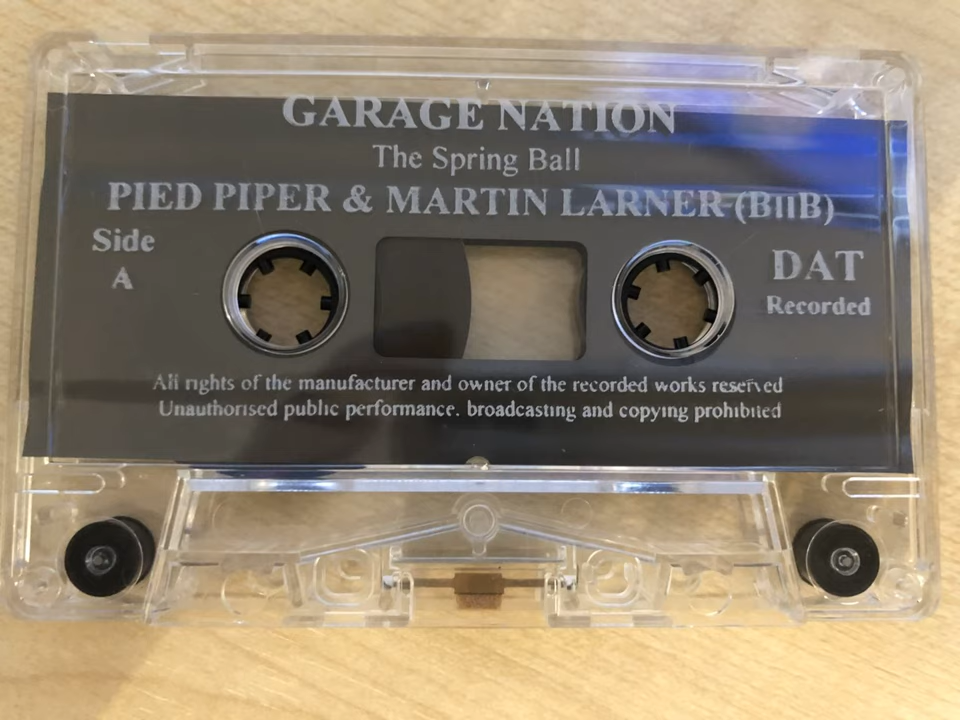 GARAGE NATION
The Spring Ball
PIED PIPER & MARTIN LARNER (BIIB)
Side
A
DAT
Recorded
All rights of the manufacturer and owner of the recorded works reserved
Unauthorised public performance. broadcasting and copying prohibited